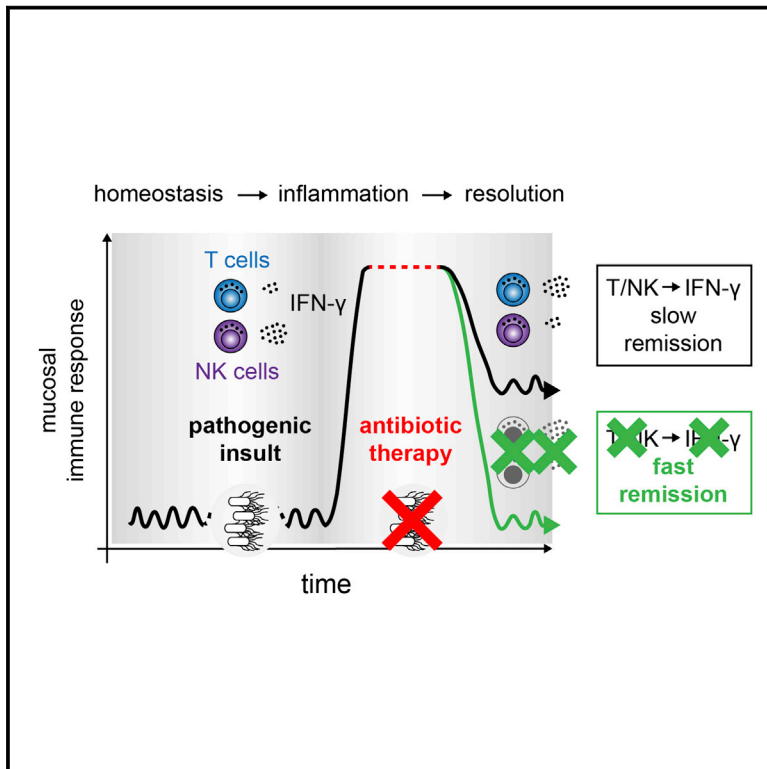 homeostasis → inflammation → resolution
T cells
IFN-γ
NK cells
mucosal
immune response
pathogenic
insult
antibiotic
therapy
T/NK → IFN-γ
slow
remission
fast
remission
time